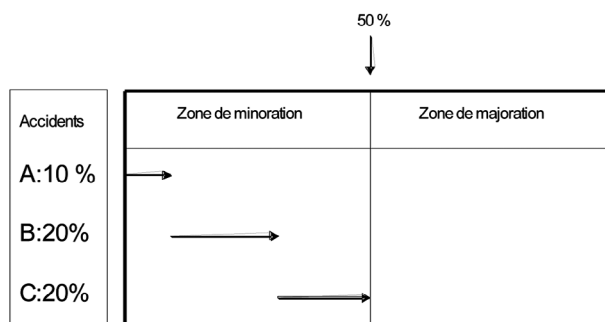 50 %
Accidents
Zone de minoration
Zone de majoration
A:10 %
B:20%
C:20%